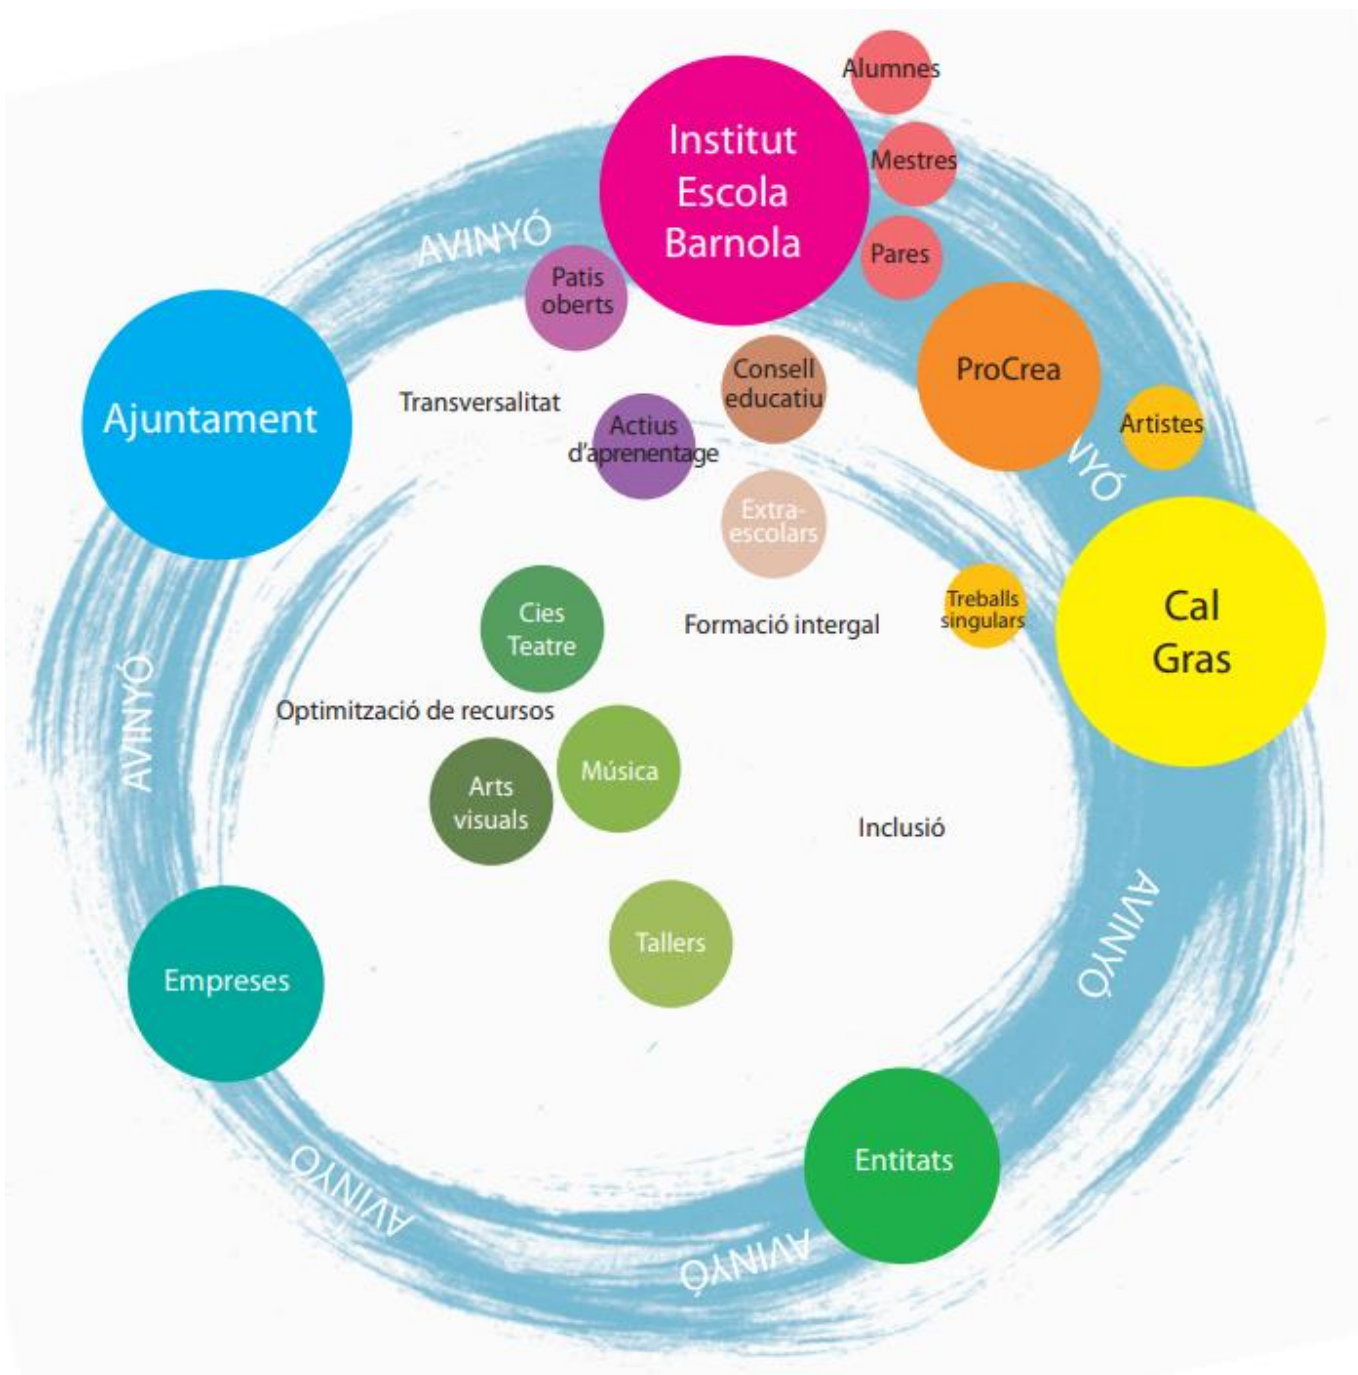 Alumnes
Institut
Escola
Barnola
Mestres
Pares
AVINYÓ
Patis
oberts
Ajuntament
Transversalitat
Consell
educatiu
ProCrea
Actius
d'aprenentage
Artistes
NYÓ
Extra-
escolars
Cies
Teatre
Formació intergal
Treballs
singulars
Cal
Gras
AVINYÓ
Optimització de recursos
Música
Arts
visuals
Inclusió
AVINYÓ
Tallers
Empreses
Entitats
AVINYÓ
AVINYÓ